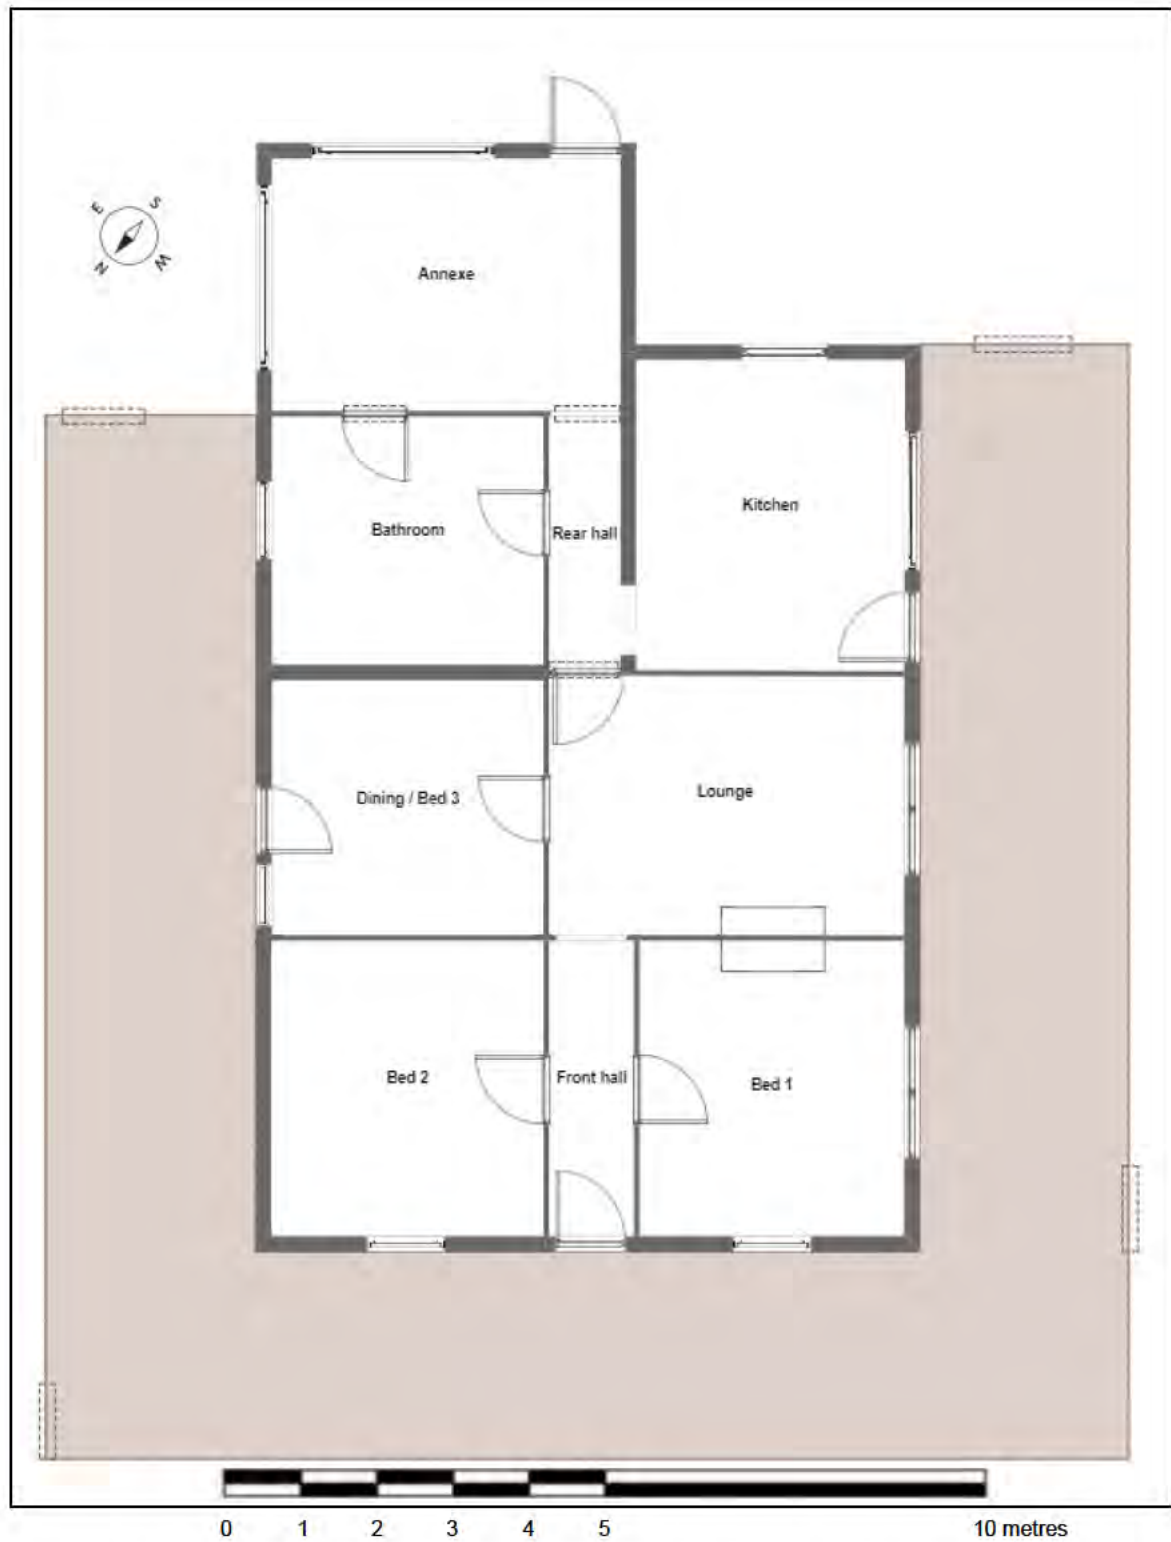 E
S
N
W
Annexe
Kitchen
Bathroom
Rear hall
Dining / Bed 3
Lounge
Bed 2
Front hall
Bed 1
0 1 2 3 4 5 10 metres